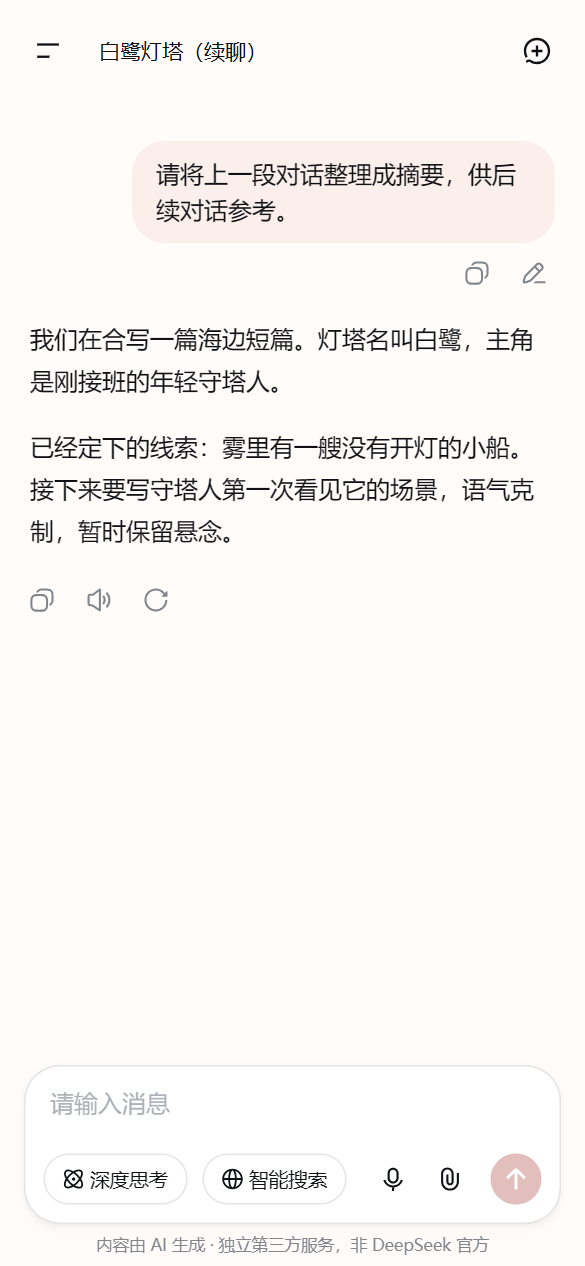 白鹭灯塔（续聊）
请将上一段对话整理成摘要，供后
续对话参考。
我们在合写一篇海边短篇。灯塔名叫白鹭，主角
是刚接班的年轻守塔人。
已经定下的线索：雾里有一艘没有开灯的小船。
接下来要写守塔人第一次看见它的场景，语气克
制，暂时保留悬念。
请输入消息
深度思考
智能搜索
内容由 AI 生成 · 独立第三方服务，非 DeepSeek 官方